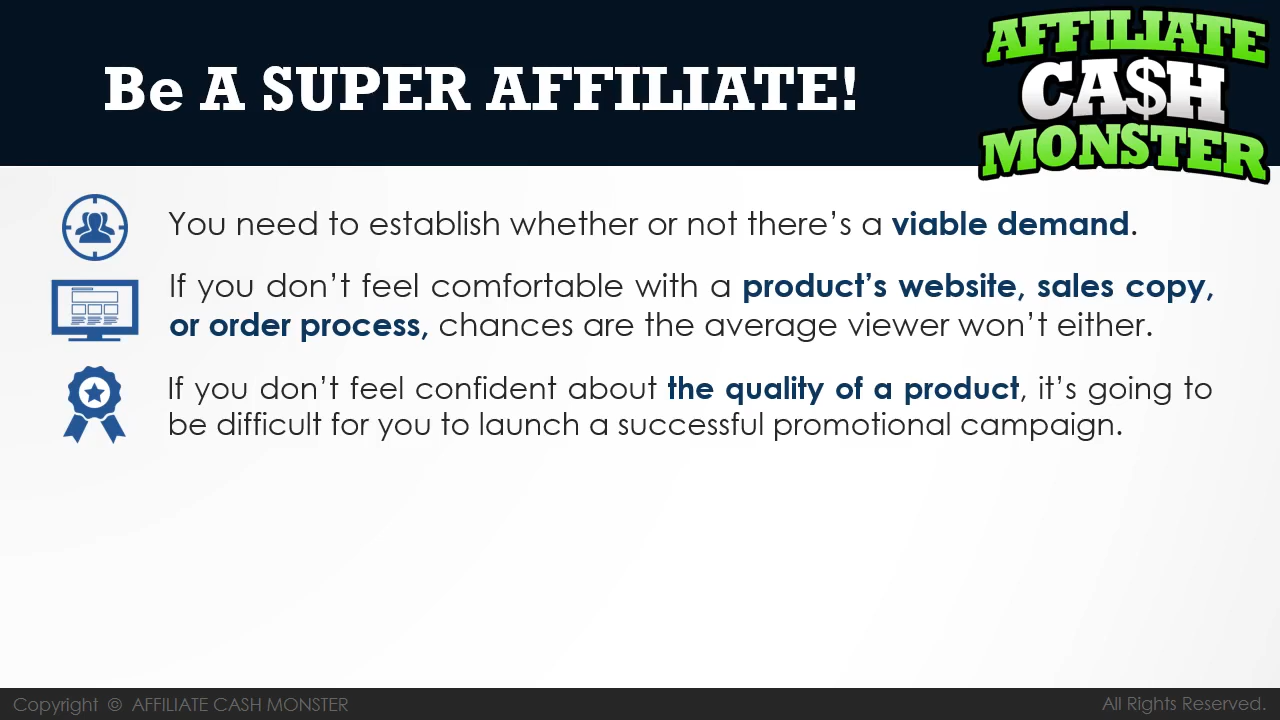 Be A SUPER AFFILIATE!
AFFILIATE
CA$H
MONSTER
You need to establish whether or not there’s a viable demand.
If you don’t feel comfortable with a product’s website, sales copy,
or order process, chances are the average viewer won’t either.
If you don’t feel confident about the quality of a product, it’s going to
be difficult for you to launch a successful promotional campaign.
Copyright © AFFILIATE CASH MONSTER
All Rights Reserved.